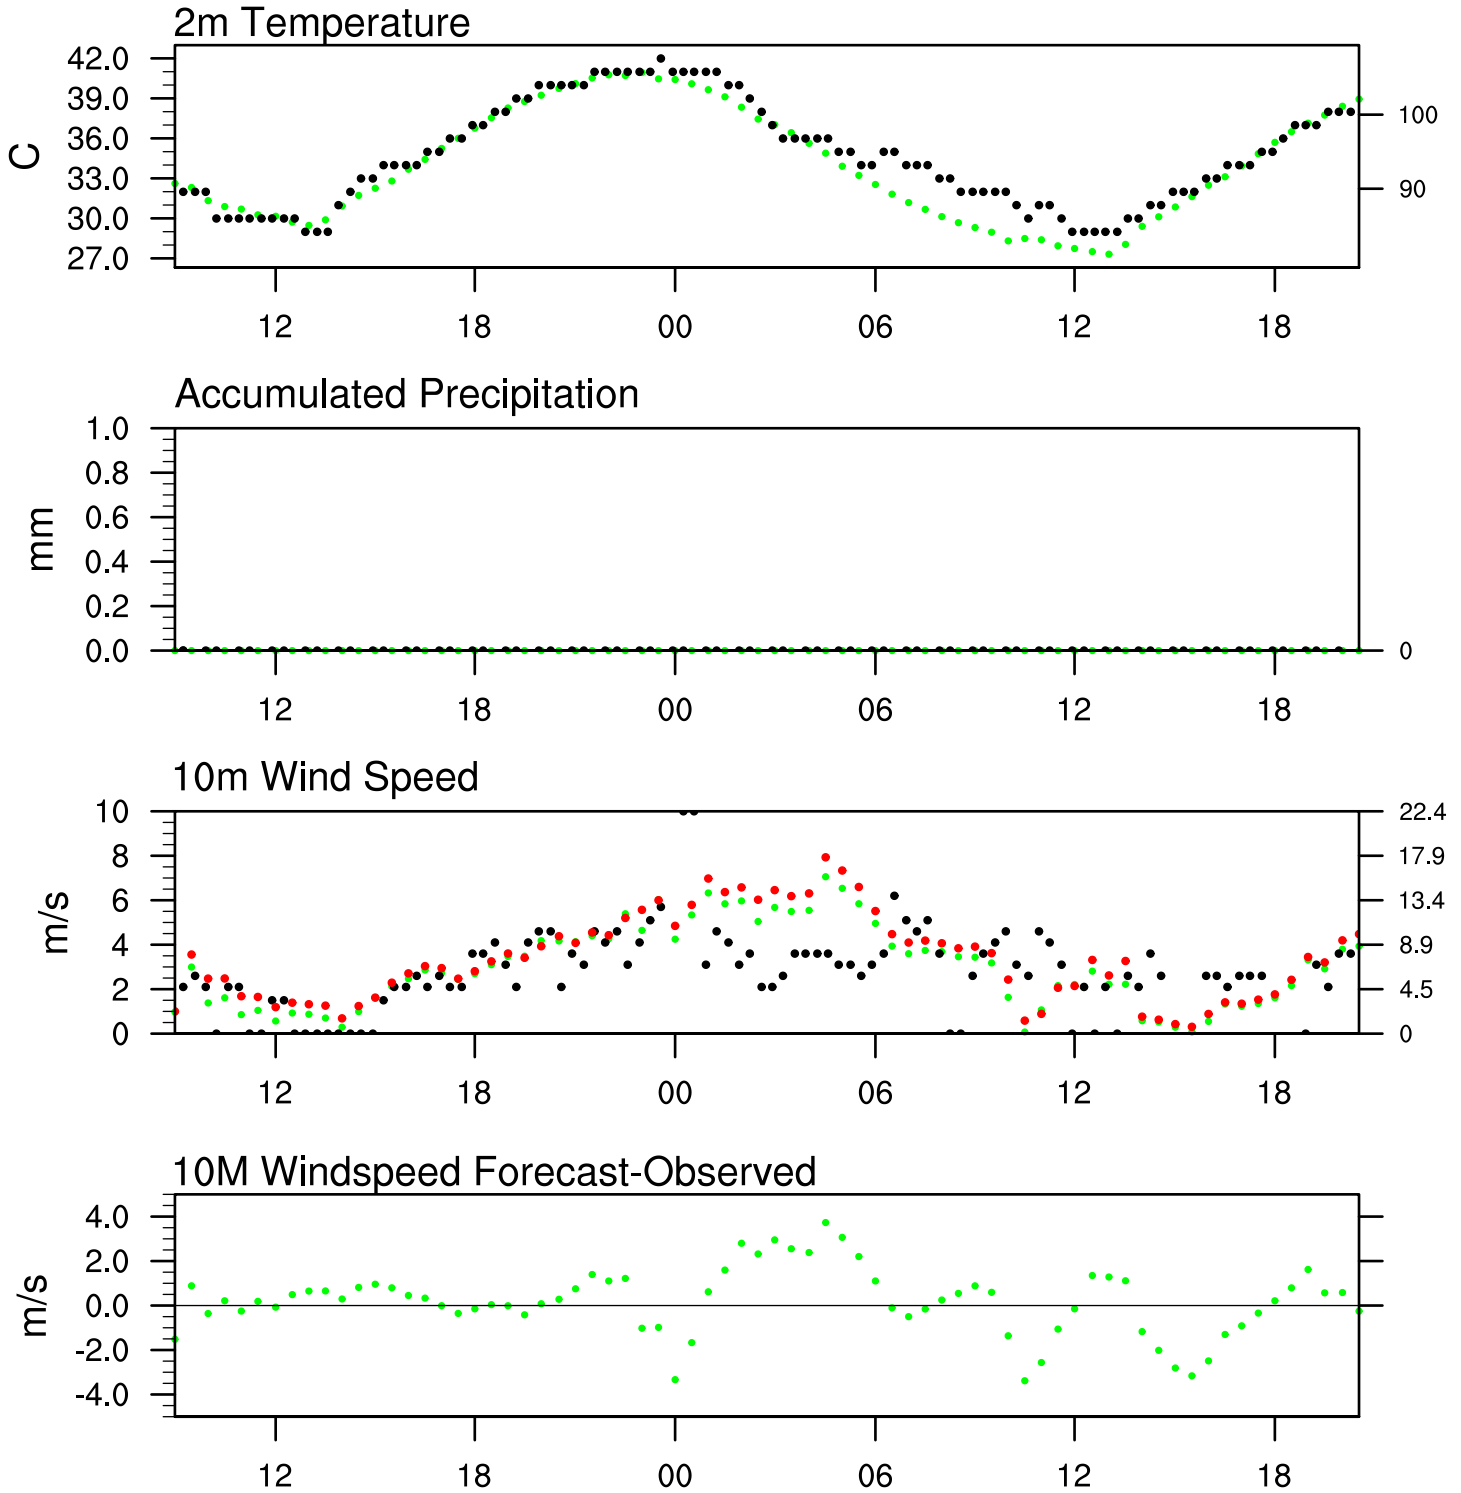 2m Temperature
42.0
39.0
36.0
33.0
30.0
27.0
C
100
90
12 18 00 06 12 18
Accumulated Precipitation
1.0
0.8
0.6
0.4
0.2
0.0
mm
0
12 18 00 06 12 18
10m Wind Speed
10
8
6
4
2
0
m/s
22.4
17.9
13.4
8.9
4.5
0
12 18 00 06 12 18
10M Windspeed Forecast-Observed
4.0
2.0
0.0
-2.0
-4.0
m/s
12 18 00 06 12 18